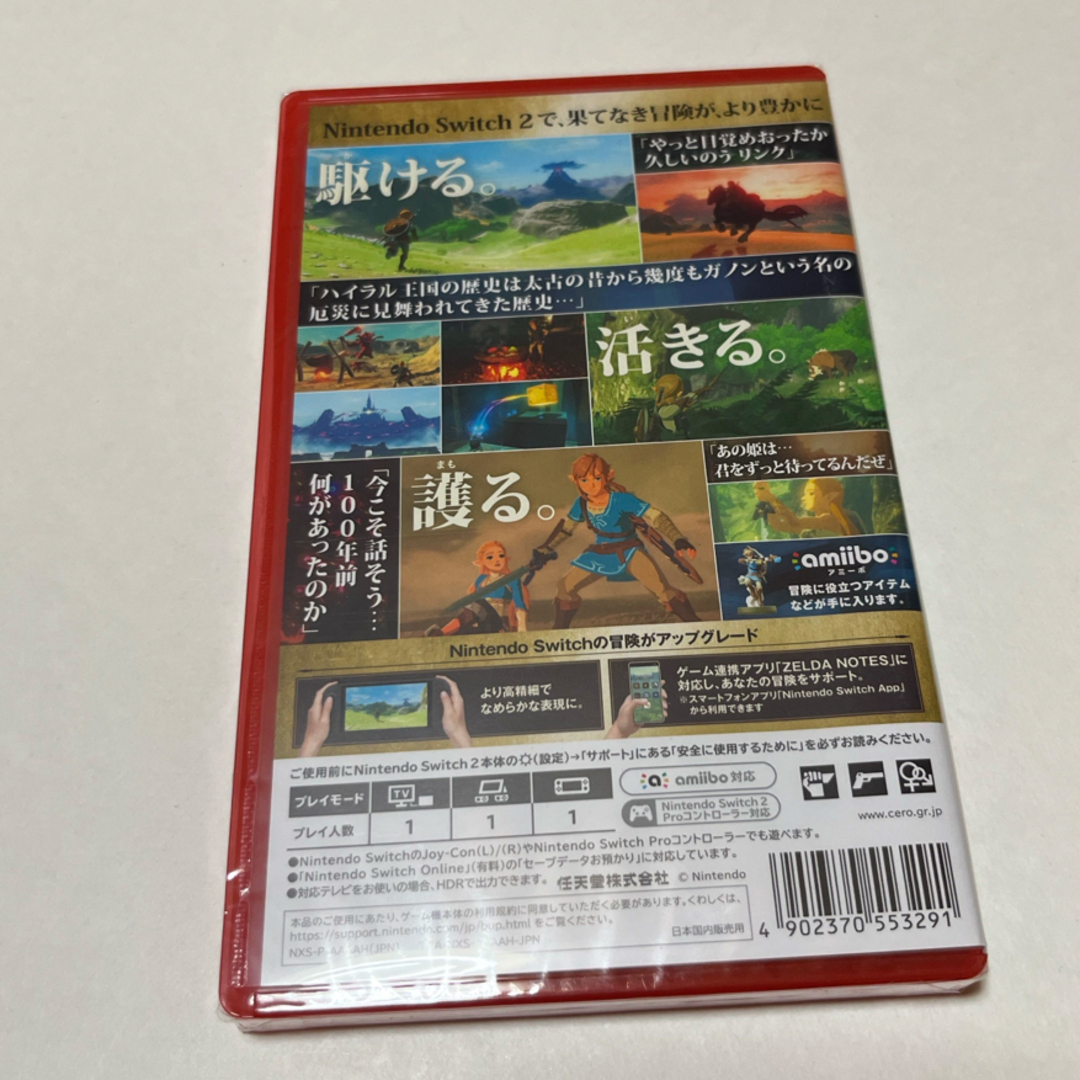 Nintendo Switch 2で、果てなき冒険が、より豊かに
駆ける。
「やっと目覚めおったか
久しいのう リンク」
「ハイラル王国の歴史は太古の昔から幾度もガノンという名の
厄災に見舞われてきた歴史…」
い
活きる。
「今こそ話そう…
100年前
何があったのか」
まも
護る。
「あの姫は…
君をずっと待ってるんだぜ」
amiibo
アミーボ
冒険に役立つアイテム
などが手に入ります。
Nintendo Switchの冒険がアップグレード
より高精細で
なめらかな表現に。
ゲーム連携アプリ「ZELDA NOTES」に
対応し、あなたの冒険をサポート。
※スマートフォンアプリ「Nintendo Switch App」
から利用できます
ご使用前にNintendo Switch 2本体の(設定)→「サポート」にある「安全に使用するために」を必ずお読みください。
プレイモード TV
プレイ人数 1 1 1
amiibo 対応
Nintendo Switch 2
Proコントローラー対応
www.cero.gr.jp
●Nintendo SwitchのJoy-Con(L)/(R)やNintendo Switch Proコントローラーでも遊べます。
●「Nintendo Switch Online」(有料)の「セーブデータお預かり」に対応しています。
●対応テレビをお使いの場合、HDRで出力できます。 任天堂株式会社 © Nintendo
本品のご使用にあたり、ゲーム機本体の利用規約に同意していただく必要があります。くわしくは、
https://support.nintendo.com/jp/bop.html をご覧ください。
日本国内販売用
AH-JPN
4 902370 553291